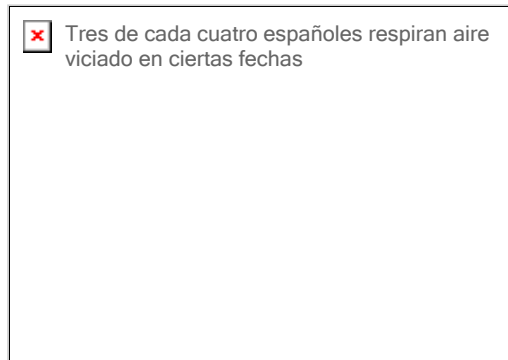 Tres de cada cuatro españoles respiran aire
viciado en ciertas fechas